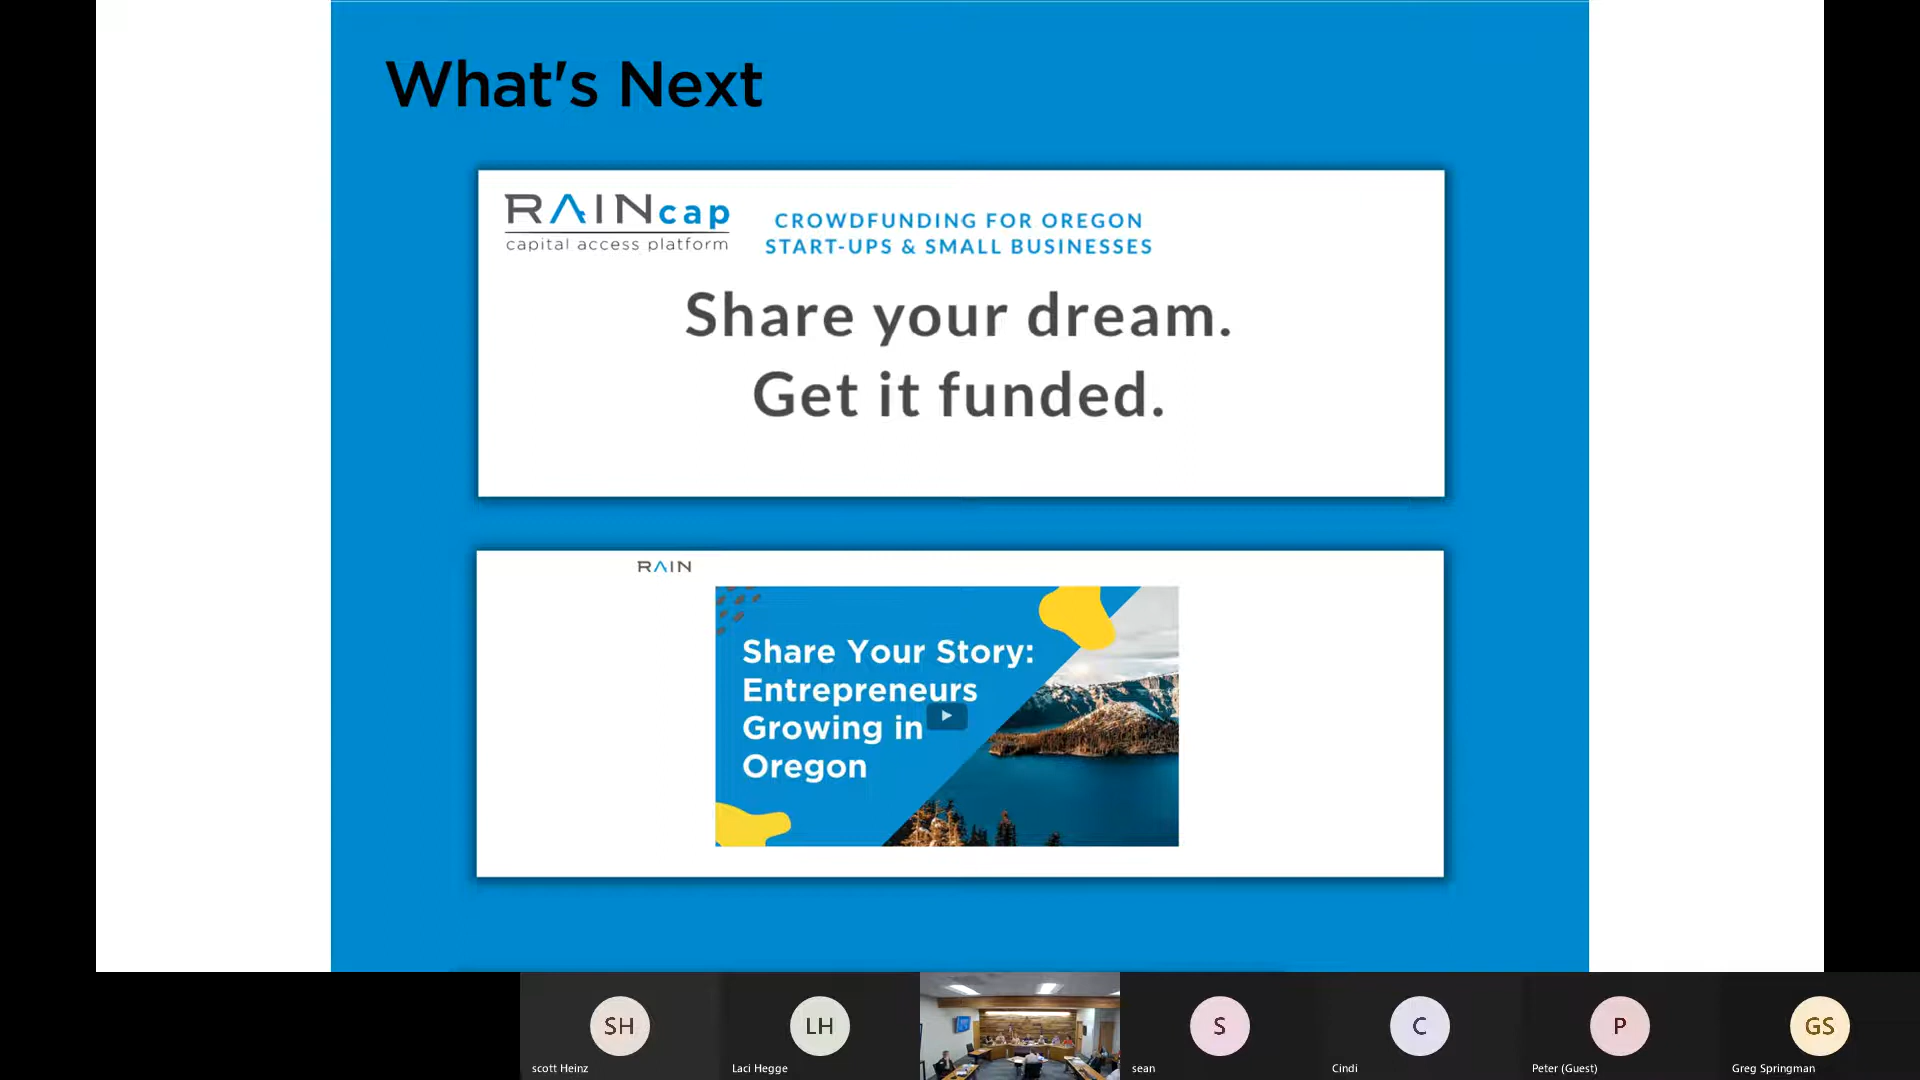 What's Next
RAINcap
capital access platform
CROWDFUNDING FOR OREGON
START-UPS & SMALL BUSINESSES
Share your dream.
Get it funded.
RAIN
Share Your Story:
Entrepreneurs
Growing in
Oregon
SH
LH
S
C
P
GS
scott Heinz
Laci Hegge
sean
Cindi
Peter (Guest)
Greg Springman